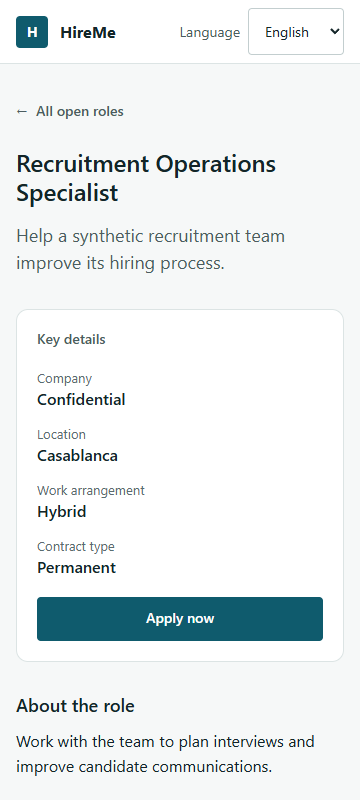 H HireMe Language English
← All open roles
Recruitment Operations
Specialist
Help a synthetic recruitment team
improve its hiring process.
Key details
Company
Confidential
Location
Casablanca
Work arrangement
Hybrid
Contract type
Permanent
Apply now
About the role
Work with the team to plan interviews and
improve candidate communications.